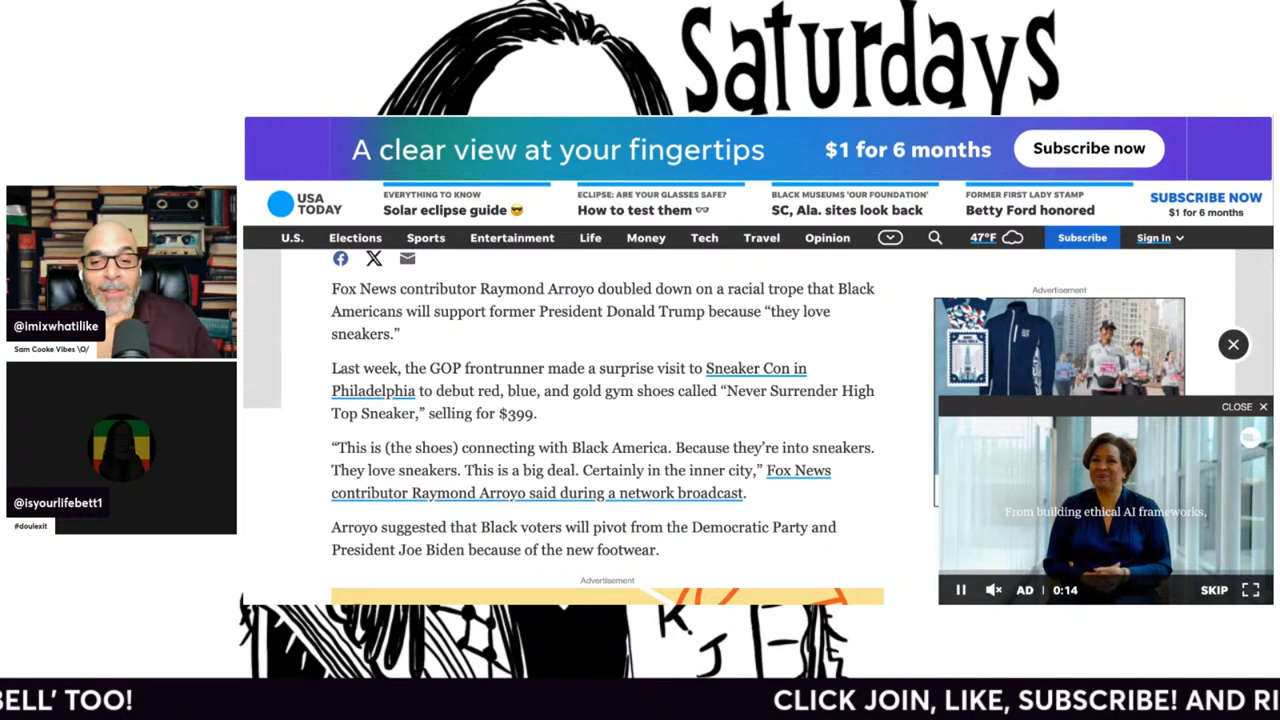 Saturdays
A clear view at your fingertips
$1 for 6 months
Subscribe now
USA
TODAY
EVERYTHING TO KNOW
Solar eclipse guide 😎
ECLIPSE: ARE YOUR GLASSES SAFE?
How to test them 👓
BLACK MUSEUMS 'OUR FOUNDATION'
SC, Ala. sites look back
FORMER FIRST LADY STAMP
Betty Ford honored
SUBSCRIBE NOW
$1 for 6 months
U.S. Elections Sports Entertainment Life Money Tech Travel Opinion 47°F Subscribe Sign In
Fox News contributor Raymond Arroyo doubled down on a racial trope that Black
Americans will support former President Donald Trump because “they love
sneakers.”
Last week, the GOP frontrunner made a surprise visit to Sneaker Con in
Philadelphia to debut red, blue, and gold gym shoes called “Never Surrender High
Top Sneaker,” selling for $399.
“This is (the shoes) connecting with Black America. Because they’re into sneakers.
They love sneakers. This is a big deal. Certainly in the inner city,” Fox News
contributor Raymond Arroyo said during a network broadcast.
Arroyo suggested that Black voters will pivot from the Democratic Party and
President Joe Biden because of the new footwear.
Advertisement
Advertisement
CLOSE X
From building ethical AI frameworks,
AD 0:14
SKIP
@imixwhatilike
Sam Cooke Vibes \O/
@isyourlifebett1
#doulexit
K.
J
BELL’ TOO!
CLICK JOIN, LIKE, SUBSCRIBE! AND RI